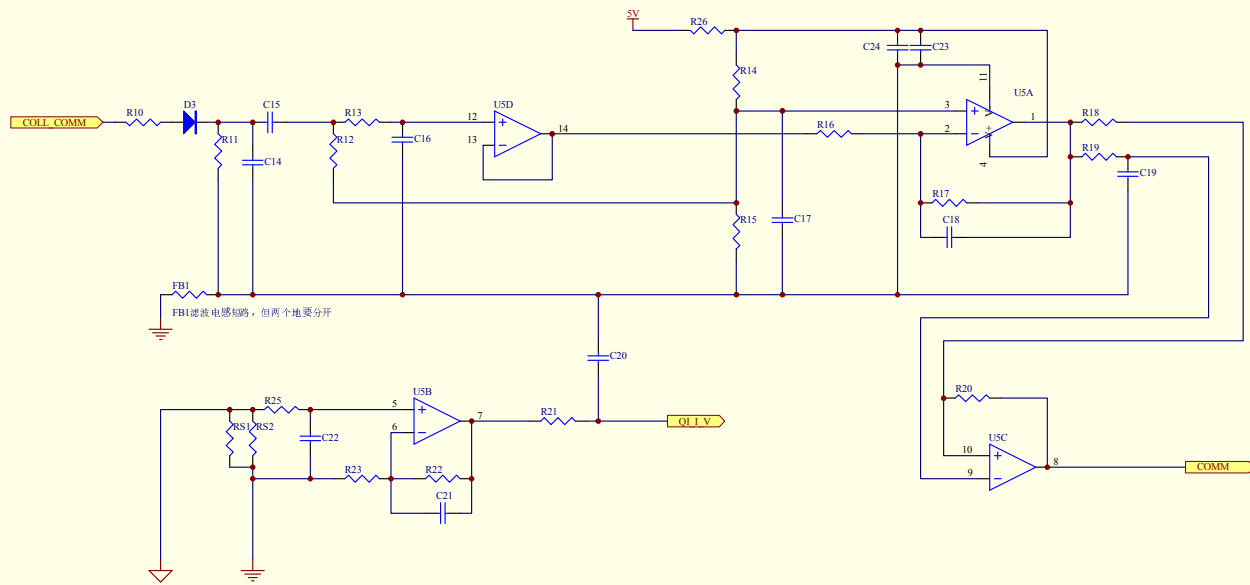 5V
R26
C24
C23
R14
11
U5A
V-
V+
4
3
2
1
COLL_COMM
R10
D3
R11
C14
C15
R13
R12
C16
U5D
12
13
14
R16
R18
R19
C19
R17
C18
R15
C17
FB1
FB1滤波电感短路，但两个地要分开
C20
R25
RS1
RS2
C22
U5B
5
6
7
R23
R22
C21
R21
QI_I_V
R20
U5C
10
9
8
COMM